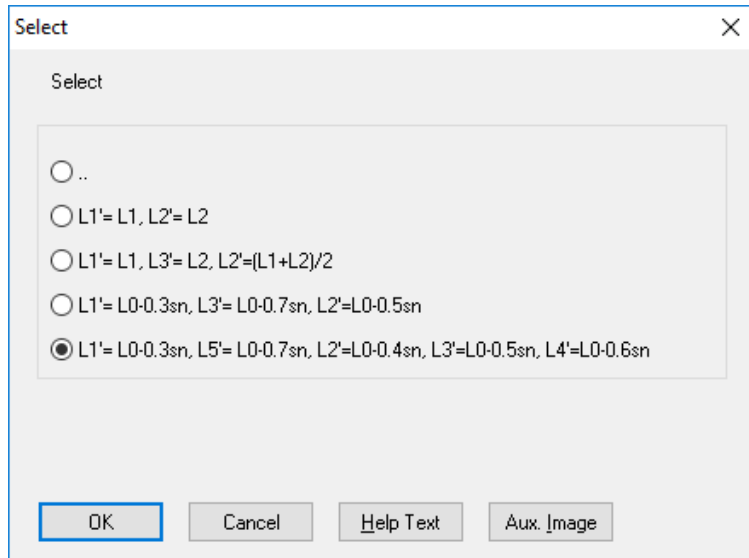 Select
Select
..
L1'= L1, L2'= L2
L1'= L1, L3'= L2, L2'=(L1+L2)/2
L1'= L0-0.3sn, L3'= L0-0.7sn, L2'=L0-0.5sn
L1'= L0-0.3sn, L5'= L0-0.7sn, L2'=L0-0.4sn, L3'=L0-0.5sn, L4'=L0-0.6sn
OK Cancel Help Text Aux. Image